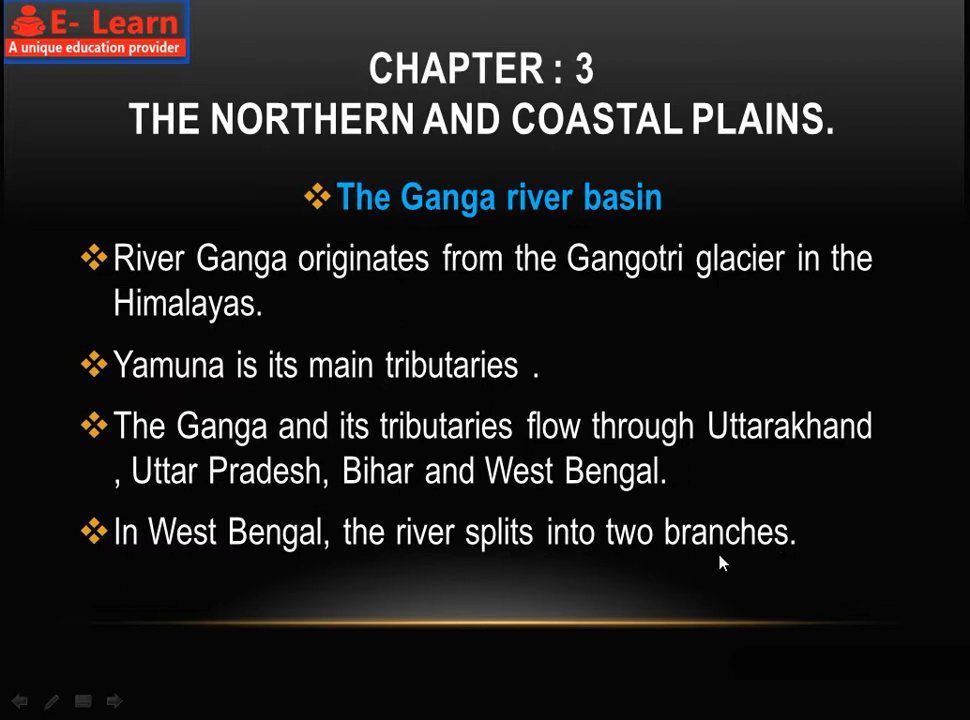 E- Learn
A unique education provider
CHAPTER : 3
THE NORTHERN AND COASTAL PLAINS.
The Ganga river basin
River Ganga originates from the Gangotri glacier in the
Himalayas.
Yamuna is its main tributaries .
The Ganga and its tributaries flow through Uttarakhand
, Uttar Pradesh, Bihar and West Bengal.
In West Bengal, the river splits into two branches.